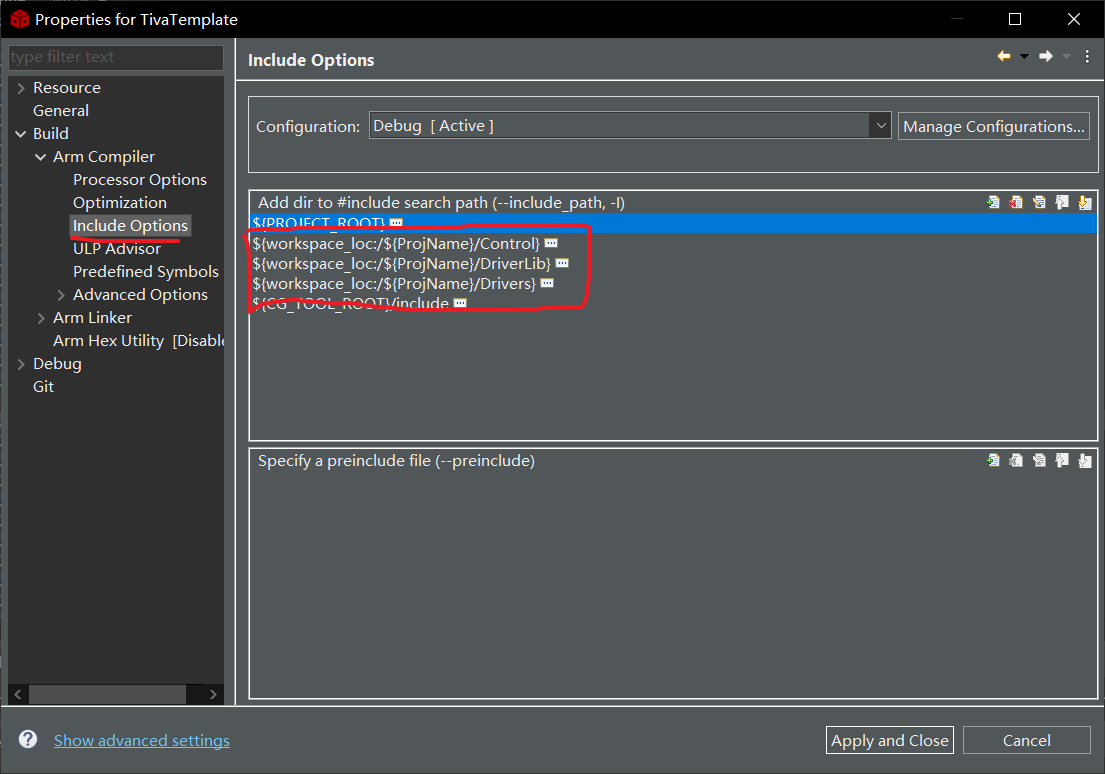 Properties for TivaTemplate
type filter text
Resource
General
Build
Arm Compiler
Processor Options
Optimization
Include Options
ULP Advisor
Predefined Symbols
Advanced Options
Arm Linker
Arm Hex Utility [Disable
Debug
Git
Include Options
Configuration:
Debug [ Active ]
Manage Configurations...
Add dir to #include search path (--include_path, -I)
${PROJECT_ROOT}
${workspace_loc:/${ProjName}/Control}
${workspace_loc:/${ProjName}/DriverLib}
${workspace_loc:/${ProjName}/Drivers}
${CG_TOOL_ROOT}/include
Specify a preinclude file (--preinclude)
Show advanced settings
Apply and Close
Cancel